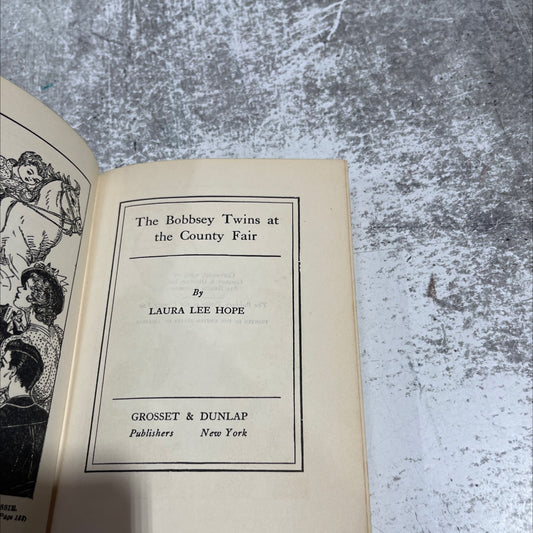 The Bobbsey Twins at
the County Fair
By
LAURA LEE HOPE
GROSSET & DUNLAP
Publishers New York